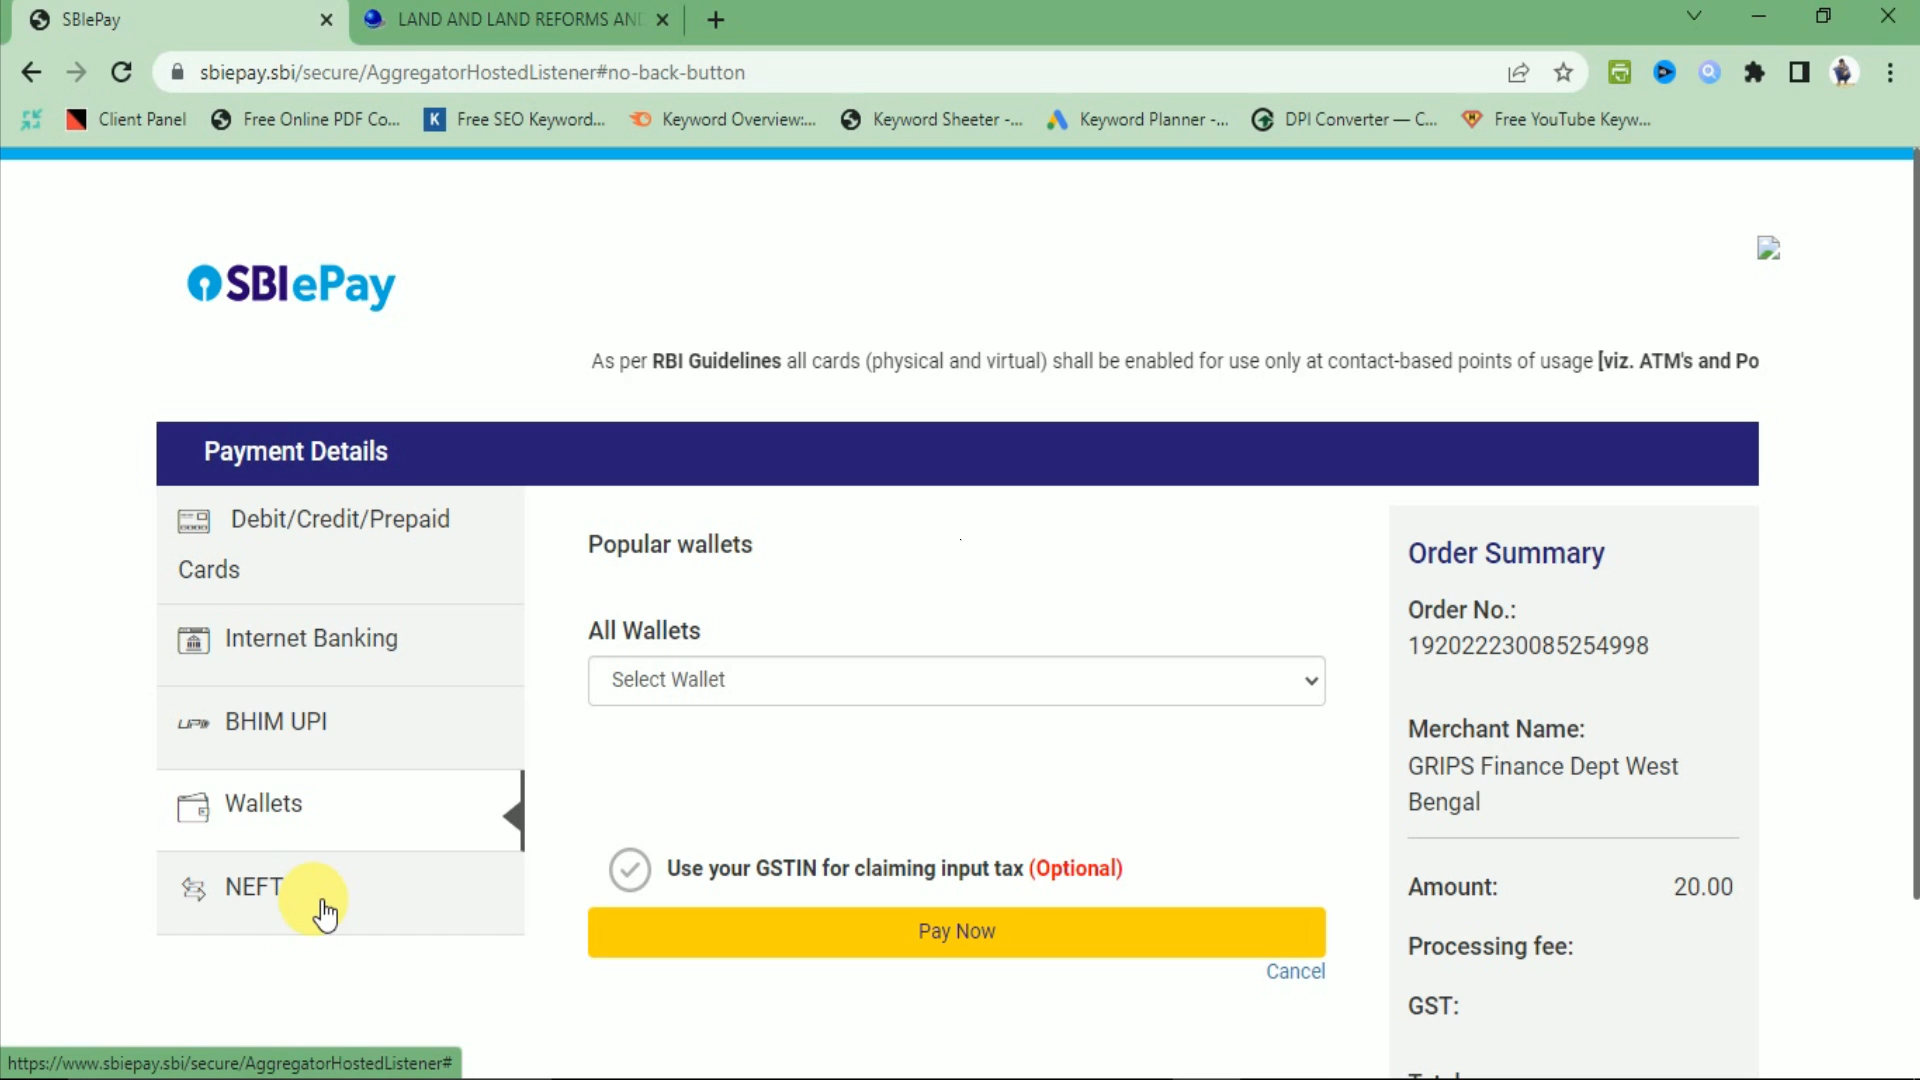 SBIePay
LAND AND LAND REFORMS AN
sbiepay.sbi/secure/AggregatorHostedListener#no-back-button
Client Panel
Free Online PDF Co...
K
Free SEO Keyword...
Keyword Overview:...
Keyword Sheeter -...
Keyword Planner -...
DPI Converter — C...
Free YouTube Keyw...
SBIePay
As per RBI Guidelines all cards (physical and virtual) shall be enabled for use only at contact-based points of usage [viz. ATM's and Po
Payment Details
Debit/Credit/Prepaid
Cards
Internet Banking
UPI BHIM UPI
Wallets
NEFT
Popular wallets
All Wallets
Select Wallet
Use your GSTIN for claiming input tax (Optional)
Pay Now
Cancel
Order Summary
Order No.:
192022230085254998
Merchant Name:
GRIPS Finance Dept West
Bengal
Amount: 20.00
Processing fee:
GST:
https://www.sbiepay.sbi/secure/AggregatorHostedListener#